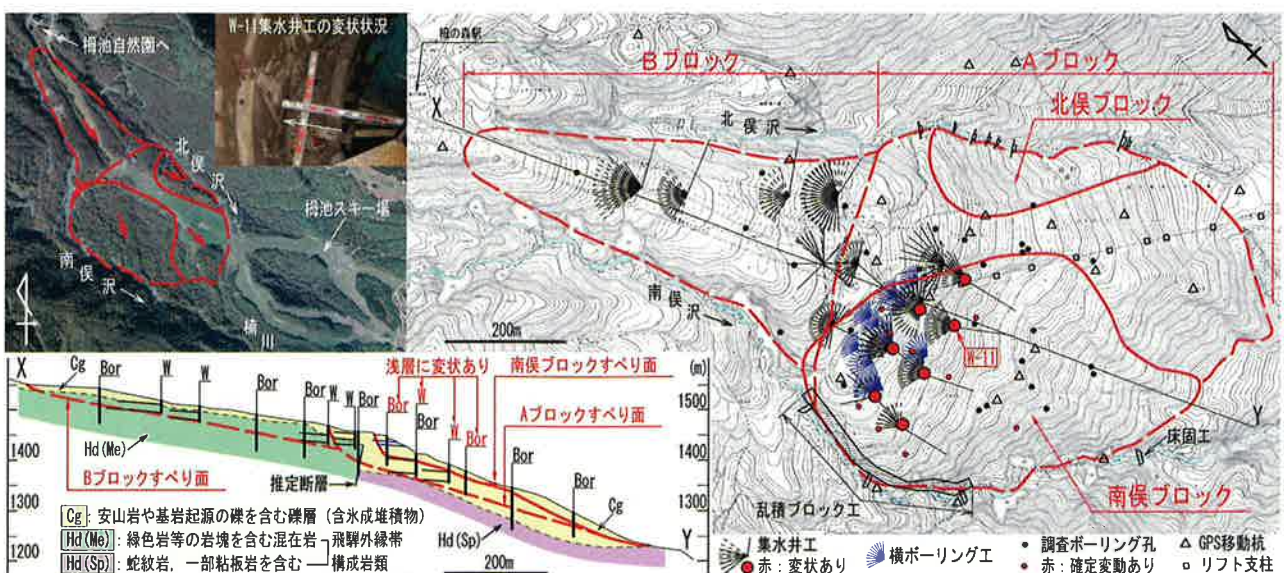 栂池自然園へ
W-11集水井工の変状状況
北俣沢
栂池スキー場
南俣沢
楠川
栂の森駅
Bブロック
Aブロック
北俣ブロック
X
北俣沢
南俣沢
200m
W-11
Y
床固工
乱積ブロック工
南俣ブロック
集水井工
赤:変状あり
横ボーリング工
調査ボーリング孔
赤:確定変動あり
GPS移動杭
リフト支柱
X
Cg
Bor
W
W
Bor
Bor
W
W
Bor
浅層に変状あり
Bor
W
Bor
W
Bor
南俣ブロックすべり面
Aブロックすべり面
Bor
Bor
Cg
(m)
1500
1400
1300
1200
1500
1400
1300
1200
Hd(Me)
Bブロックすべり面
推定断層
Hd(Sp)
Y
200m
Cg:安山岩や基岩起源の礫を含む礫層(含氷成堆積物)
Hd(Me):緑色岩等の岩塊を含む混在岩
Hd(Sp):蛇紋岩,一部粘板岩を含む
飛騨外縁帯
構成岩類